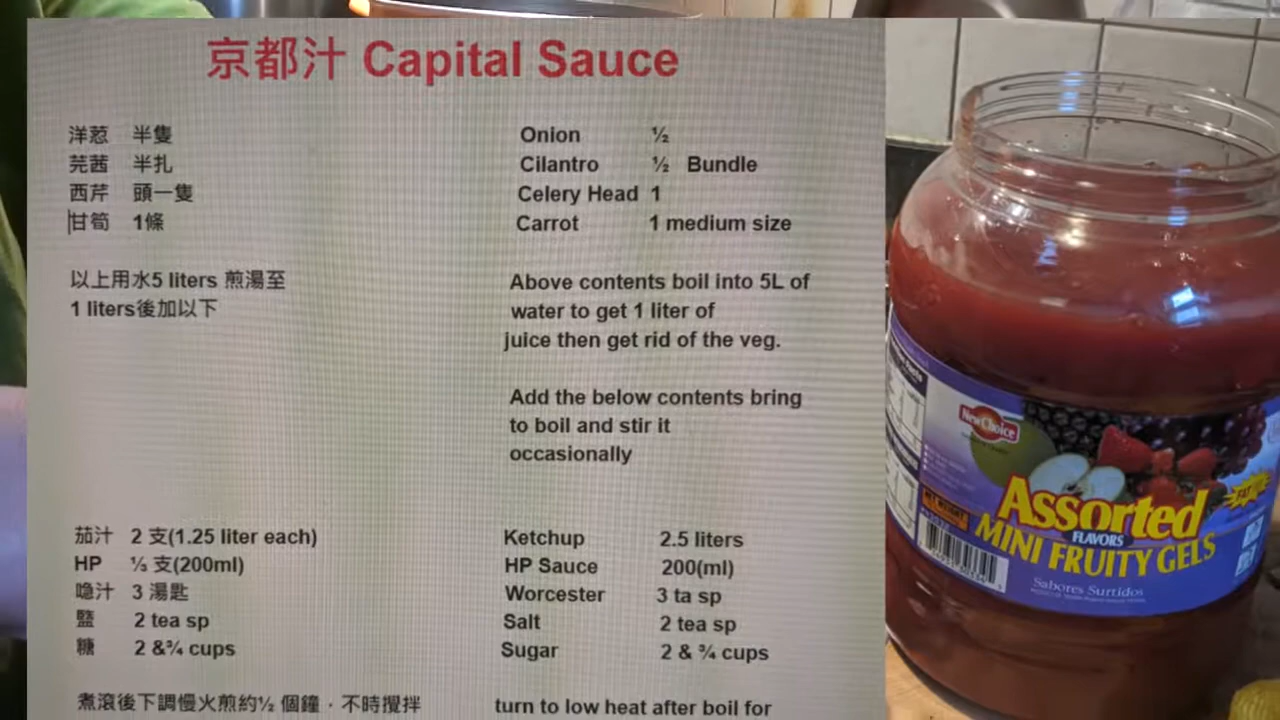 京都汁 Capital Sauce
洋葱 半隻
芫茜 半扎
西芹 頭一隻
甘筍 1條
以上用水5 liters 煎湯至
1 liters後加以下
茄汁 2 支(1.25 liter each)
HP ⅓ 支(200ml)
喼汁 3 湯匙
籃 2 tea sp
糖 2 &¾ cups
煮滾後下調慢火煎約½ 個鐘，不時攪拌
Onion ½
Cilantro ½ Bundle
Celery Head 1
Carrot 1 medium size
Above contents boil into 5L of
water to get 1 liter of
juice then get rid of the veg.
Add the below contents bring
to boil and stir it
occasionally
Ketchup 2.5 liters
HP Sauce 200(ml)
Worcester 3 ta sp
Salt 2 tea sp
Sugar 2 & ¾ cups
turn to low heat after boil for
New Choice
Assorted
FLAVORS
MINI FRUITY GELS
Sabores Surtidos
FAT
NET WEIGHT